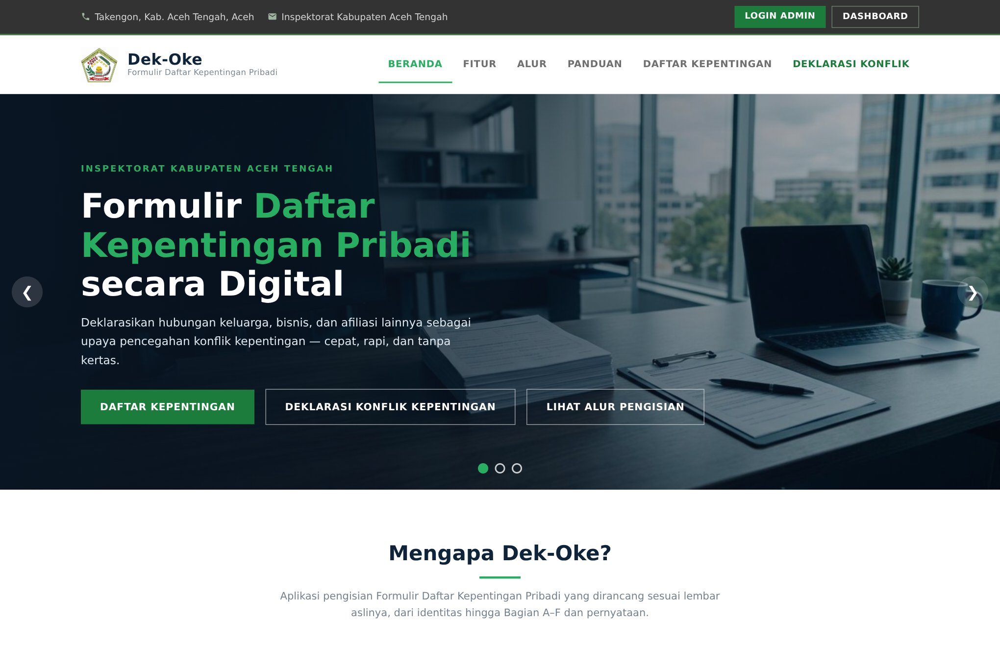 Takengon, Kab. Aceh Tengah, Aceh
Inspektorat Kabupaten Aceh Tengah
LOGIN ADMIN
DASHBOARD
Dek-Oke
Formulir Daftar Kepentingan Pribadi
BERANDA
FITUR
ALUR
PANDUAN
DAFTAR KEPENTINGAN
DEKLARASI KONFLIK
INSPEKTORAT KABUPATEN ACEH TENGAH
Formulir Daftar
Kepentingan Pribadi
secara Digital
Deklarasikan hubungan keluarga, bisnis, dan afiliasi lainnya sebagai
upaya pencegahan konflik kepentingan — cepat, rapi, dan tanpa
kertas.
DAFTAR KEPENTINGAN
DEKLARASI KONFLIK KEPENTINGAN
LIHAT ALUR PENGISIAN
Mengapa Dek-Oke?
Aplikasi pengisian Formulir Daftar Kepentingan Pribadi yang dirancang sesuai lembar
aslinya, dari identitas hingga Bagian A–F dan pernyataan.